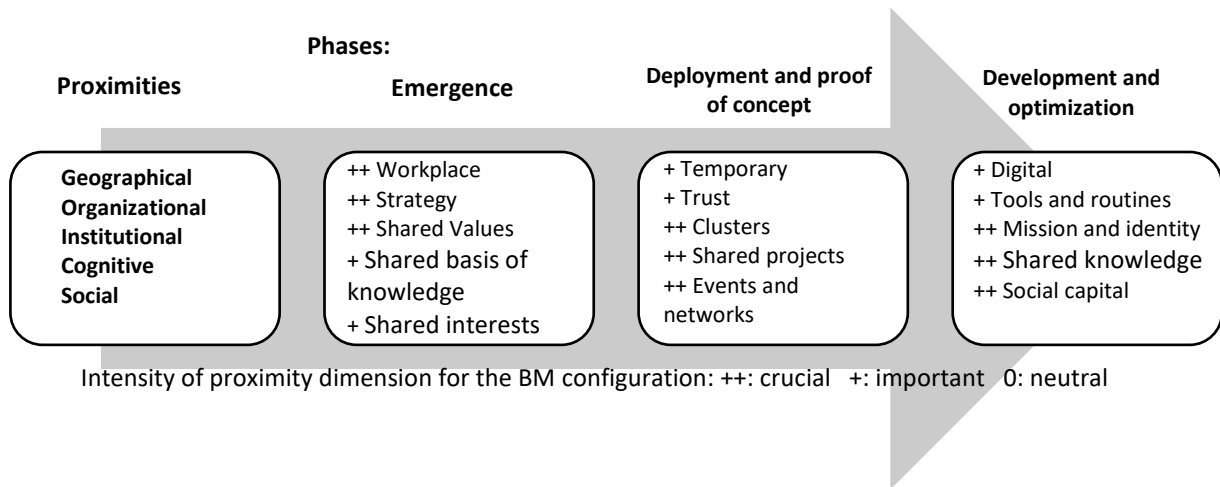 Phases:
Proximities
Emergence
Deployment and proof
of concept
Development and
optimization
Geographical
Organizational
Institutional
Cognitive
Social
++ Workplace
++ Strategy
++ Shared Values
+ Shared basis of
knowledge
+ Shared interests
+ Temporary
+ Trust
++ Clusters
++ Shared projects
++ Events and
networks
+ Digital
+ Tools and routines
++ Mission and identity
++ Shared knowledge
++ Social capital
Intensity of proximity dimension for the BM configuration: ++: crucial +: important 0: neutral